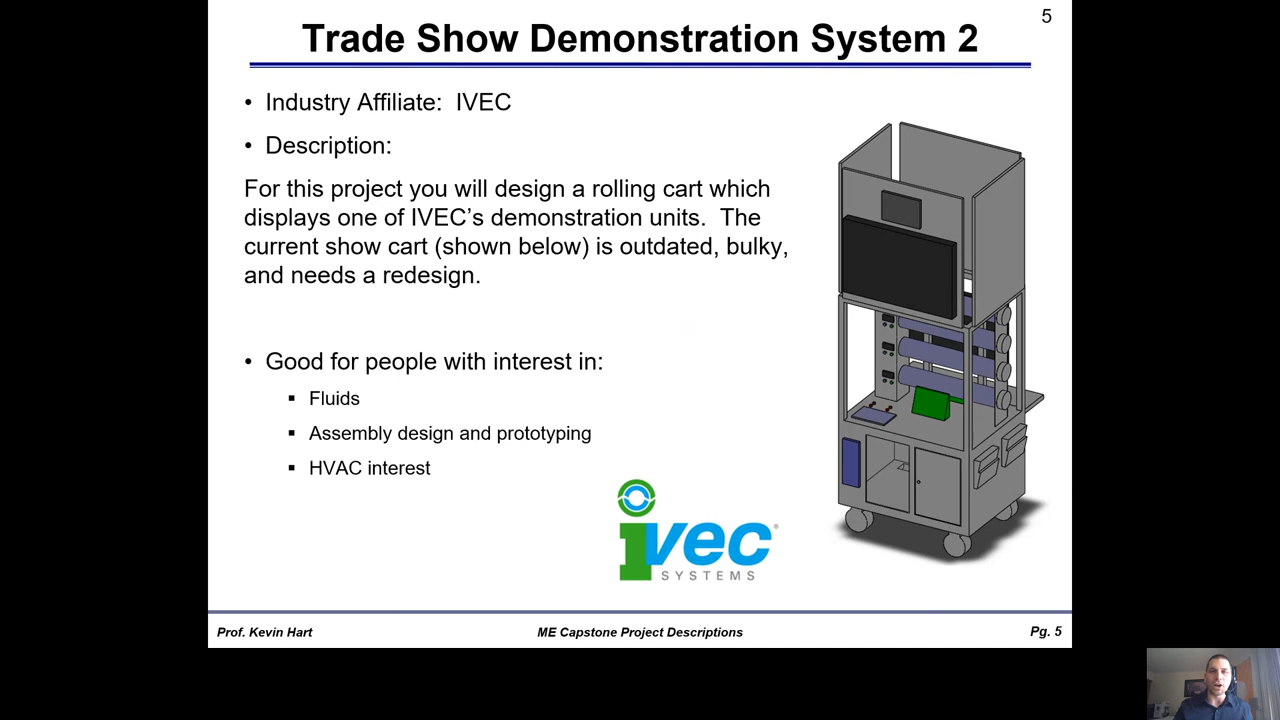 5
Trade Show Demonstration System 2
• Industry Affiliate: IVEC
• Description:
For this project you will design a rolling cart which
displays one of IVEC’s demonstration units. The
current show cart (shown below) is outdated, bulky,
and needs a redesign.
• Good for people with interest in:
▪ Fluids
▪ Assembly design and prototyping
▪ HVAC interest
ivec®
SYSTEMS
Prof. Kevin Hart
ME Capstone Project Descriptions
Pg. 5